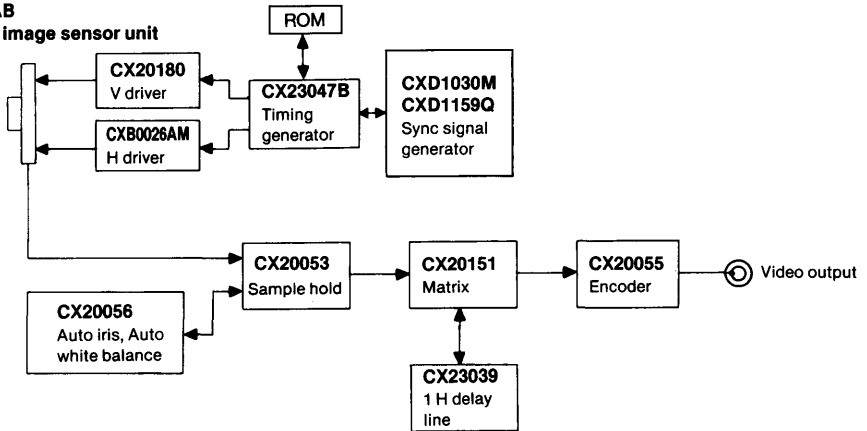 AB
image sensor unit
ROM
CX20180
V driver
CX23047B
Timing
generator
CXD1030M
CXD1159Q
Sync signal
generator
CXB0026AM
H driver
CX20053
Sample hold
CX20151
Matrix
CX20055
Encoder
Video output
CX20056
Auto iris, Auto
white balance
CX23039
1 H delay
line